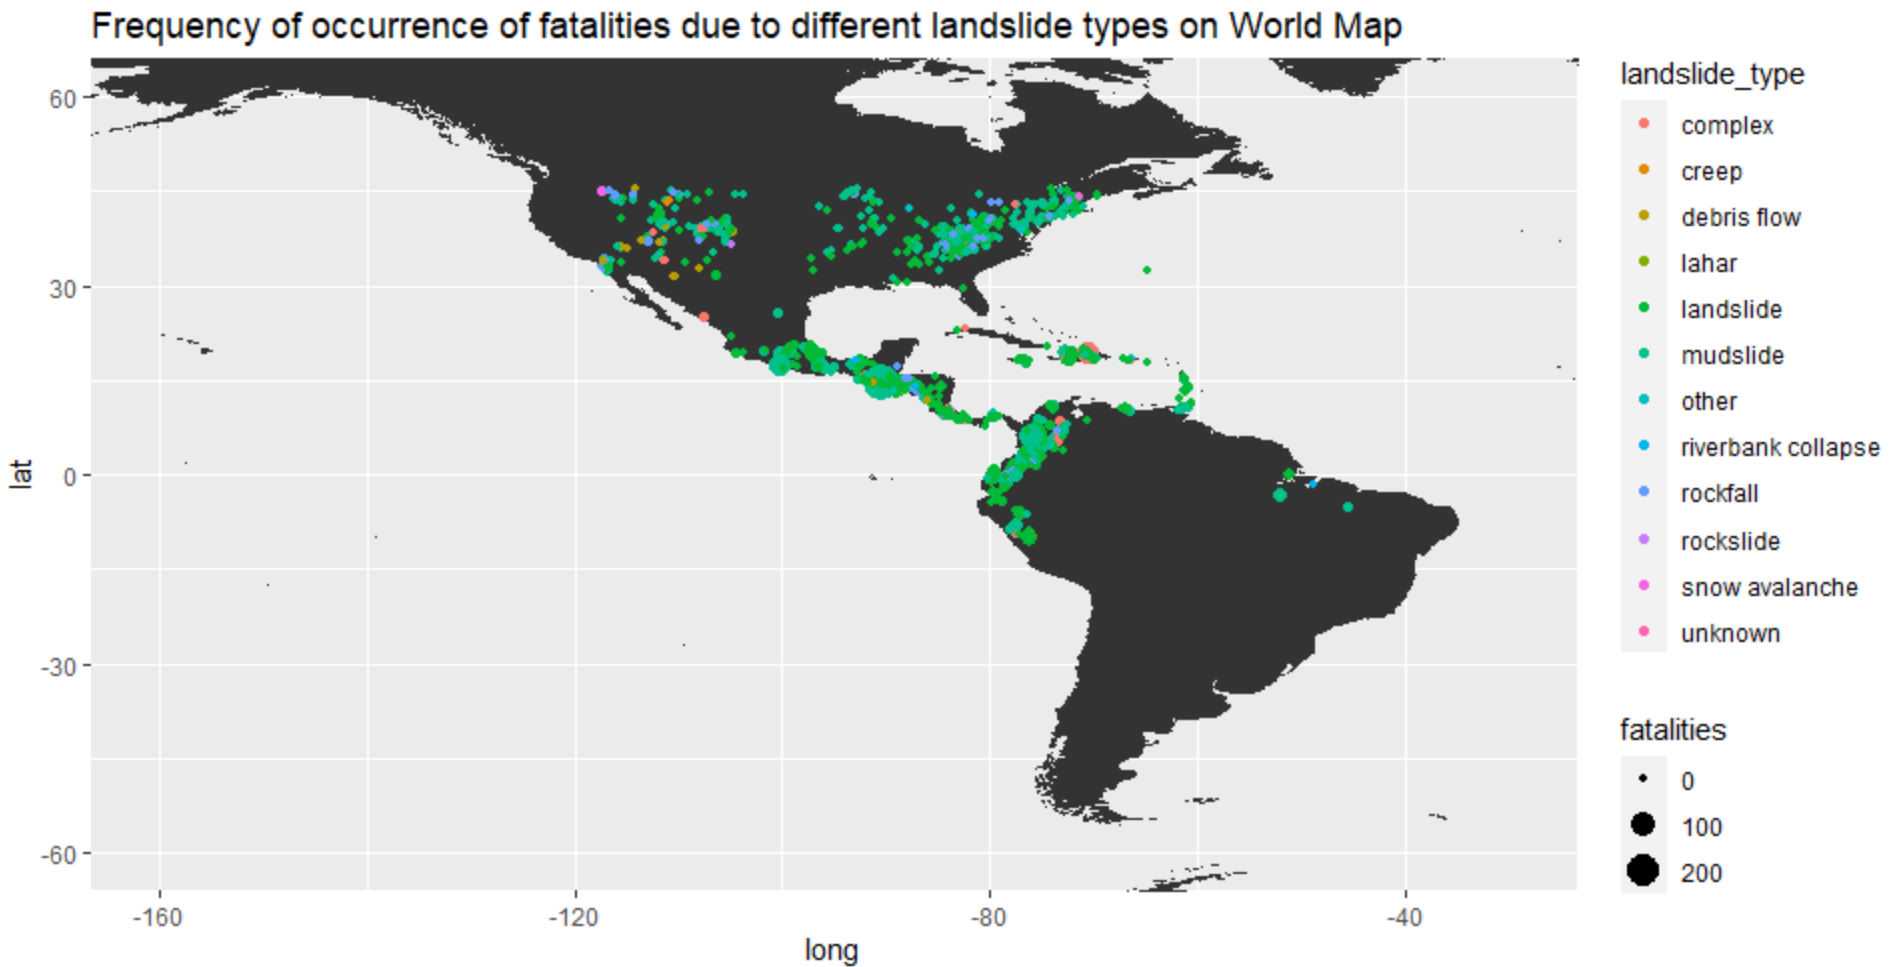 Frequency of occurrence of fatalities due to different landslide types on World Map
60
30
0
-30
-60
lat
-160
-120
-80
-40
long
landslide_type
complex
creep
debris flow
lahar
landslide
mudslide
other
riverbank collapse
rockfall
rockslide
snow avalanche
unknown
fatalities
0
100
200